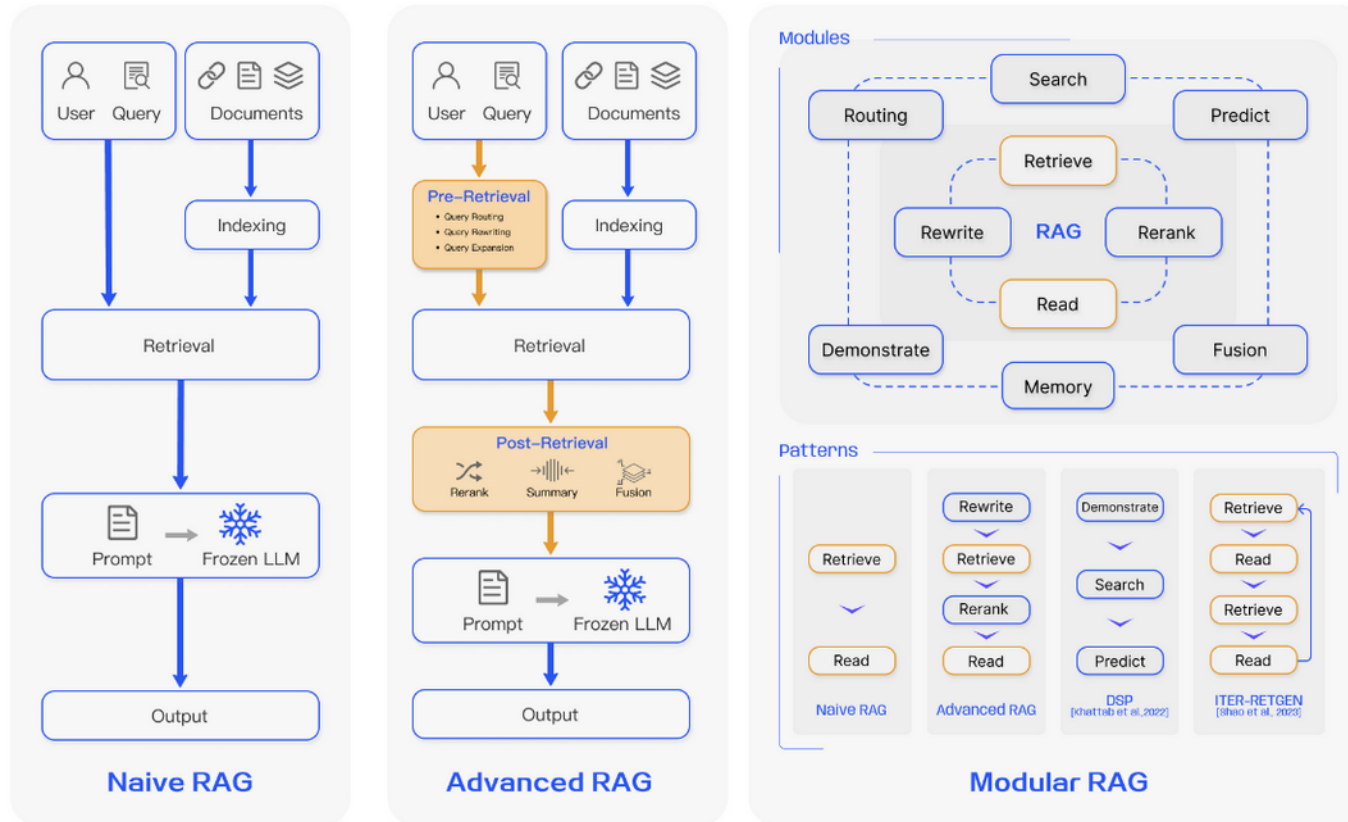 User Query
Documents
Indexing
Retrieval
Prompt
Frozen LLM
Output
Naive RAG
User Query
Documents
Pre-Retrieval
• Query Routing
• Query Rewriting
• Query Expansion
Indexing
Retrieval
Post-Retrieval
Rerank
Summary
Fusion
Prompt
Frozen LLM
Output
Advanced RAG
Modules
Search
Routing
Predict
Retrieve
Rewrite
RAG
Rerank
Read
Demonstrate
Fusion
Memory
Patterns
Retrieve
Read
Naive RAG
Rewrite
Retrieve
Rerank
Read
Advanced RAG
Demonstrate
Search
Predict
DSP
[Khattab et al.,2022]
Retrieve
Read
Retrieve
Read
ITER-RETGEN
[Shao et al., 2023]
Modular RAG